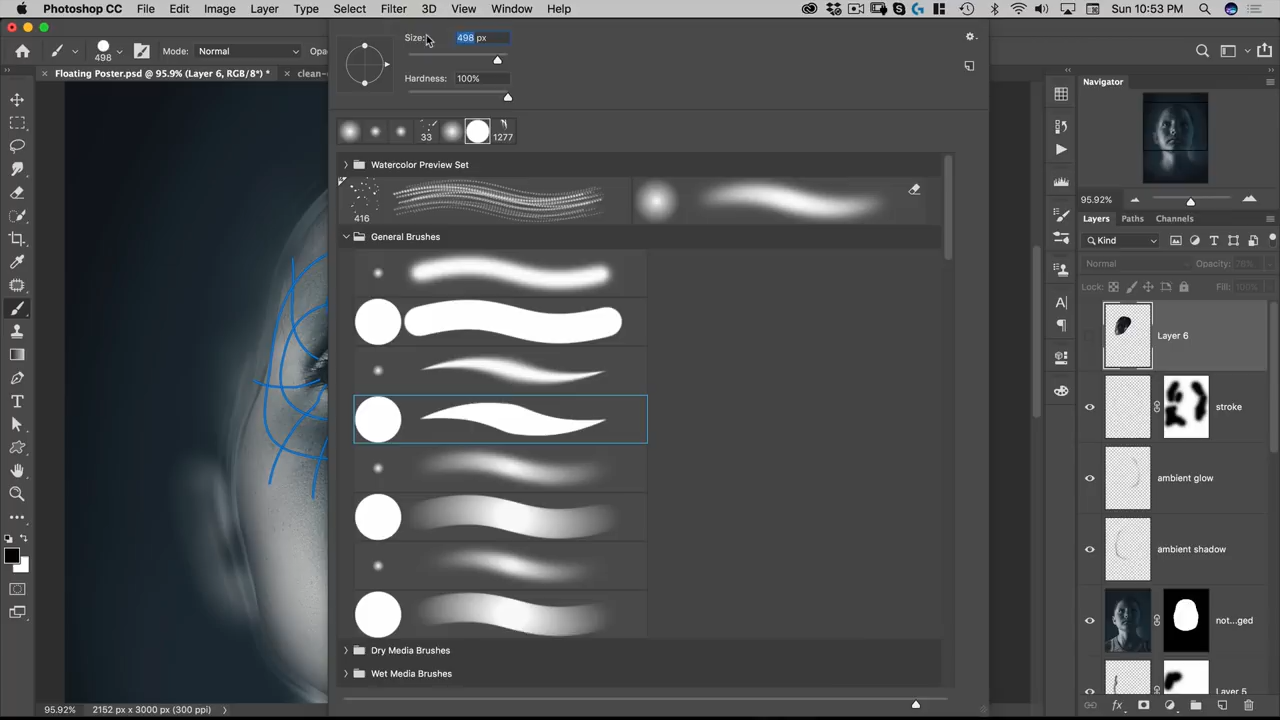 Photoshop CC File Edit Image Layer Type Select Filter 3D View Window Help Sun 10:53 PM
498 Mode: Normal
Size: 498 px
Floating Poster.psd @ 95.9% (Layer 6, RGB/8) * clean-
Hardness: 100%
33 1277
Watercolor Preview Set
416
General Brushes
Dry Media Brushes
Wet Media Brushes
95.92% 2152 px x 3000 px (300 ppi)
Navigator
95.92%
Layers Paths Channels
Kind
Normal Opacity: 76%
Lock: Fill: 100%
Layer 6
stroke
ambient glow
ambient shadow
not...ged
Layer 5
fx